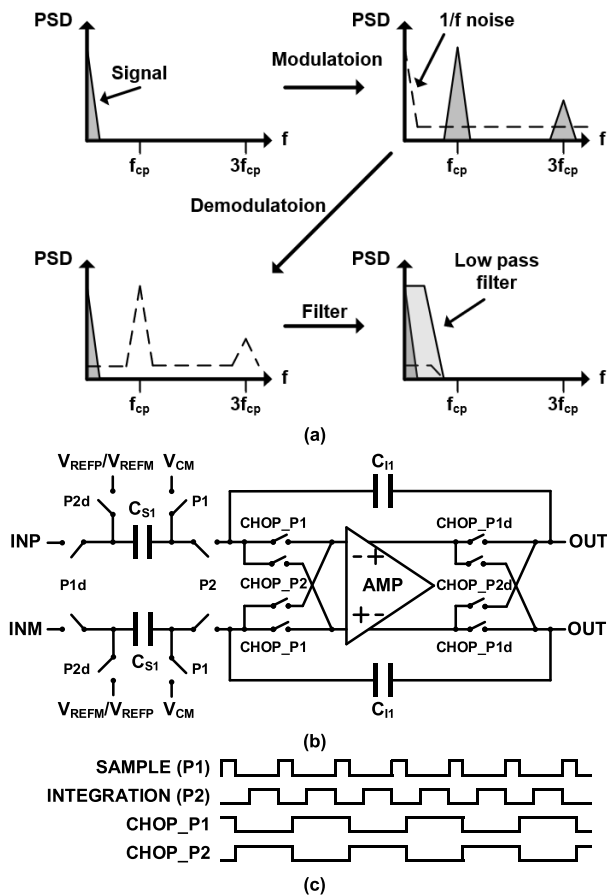 PSD
Signal
f
fcp
3fcp
Modulatoion
PSD
1/f noise
f
fcp
3fcp
Demodulatoion
PSD
f
fcp
3fcp
Filter
PSD
Low pass
filter
f
fcp
3fcp
(a)
VREFP/VREFM
VCM
P2d
CS1
P1
INP
P1d
P2
INM
CS1
P2d
P1
VREFM/VREFP
VCM
CI1
CHOP_P1
CHOP_P2
CHOP_P1
- +
AMP
+ -
CHOP_P1d
CHOP_P2d
CHOP_P1d
OUT
OUT
CI1
(b)
SAMPLE (P1)
INTEGRATION (P2)
CHOP_P1
CHOP_P2
(c)